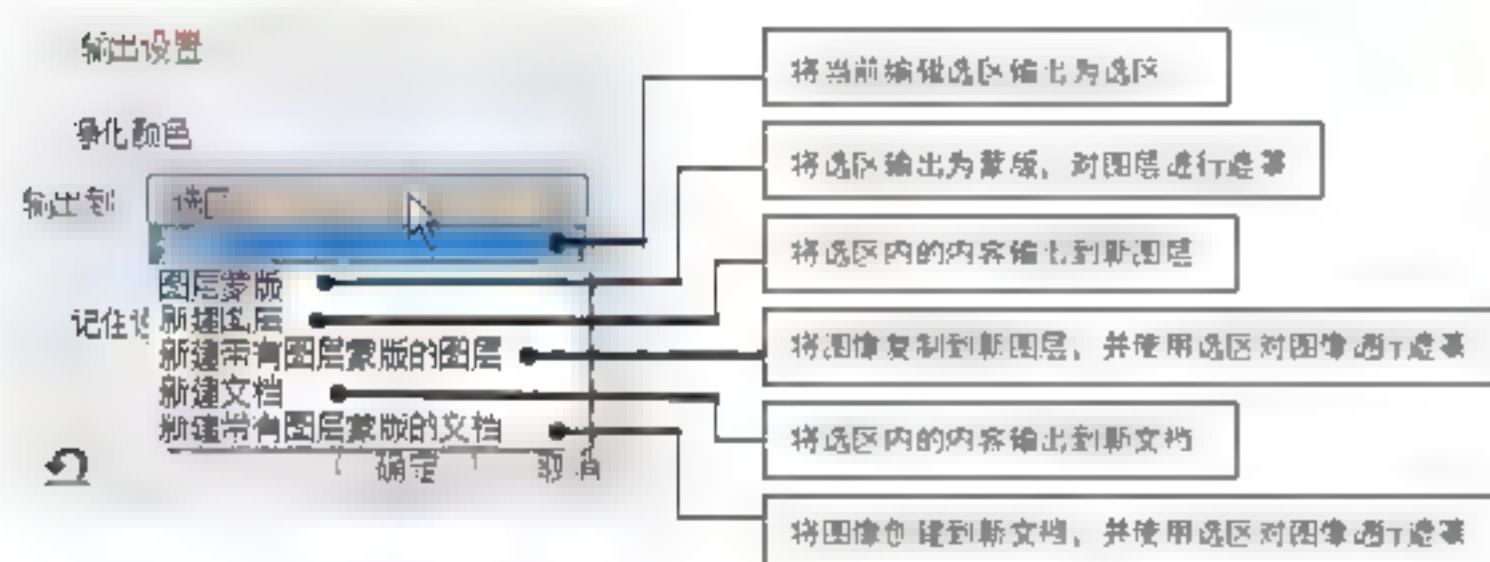 输出设置
净化颜色
输出到
选
图层蒙版
记住设
新建图层
新建带有图层蒙版的图层
新建文档
新建带有图层蒙版的文档
确定
取消
将当前编辑选区输出为选区
将选区输出为蒙版，对图层进行遮罩
将选区内的内容输出到新图层
将图像复制到新图层，并使用选区对图像进行遮罩
将选区内的内容输出到新文档
将图像创建到新文档，并使用选区对图像进行遮罩